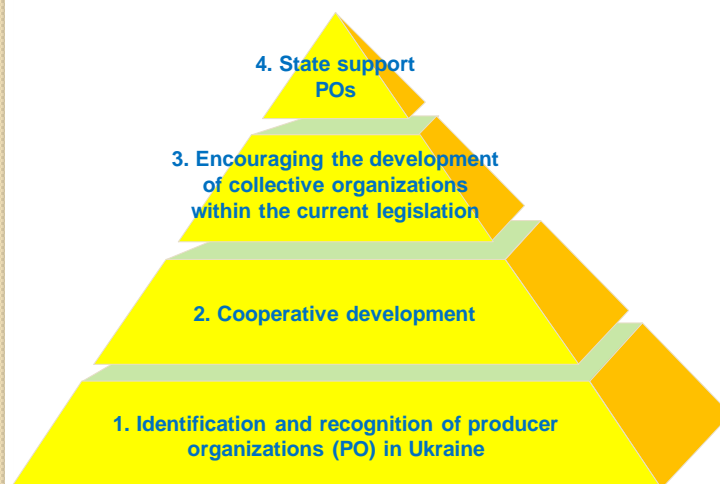 4. State support
POs
3. Encouraging the development
of collective organizations
within the current legislation
2. Cooperative development
1. Identification and recognition of producer
organizations (PO) in Ukraine